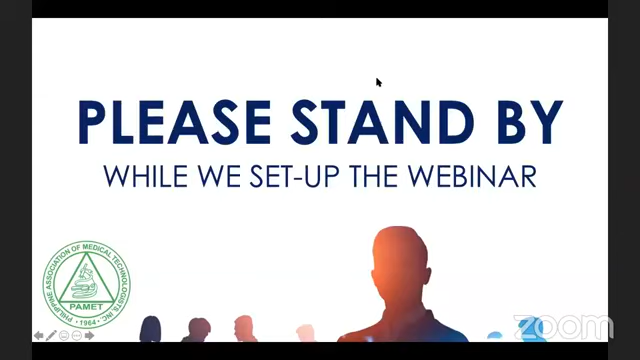 PLEASE STAND BY
WHILE WE SET-UP THE WEBINAR
PHILIPPINE ASSOCIATION OF MEDICAL TECHNOLOGISTS, INC.
PAMET
1964
zoom